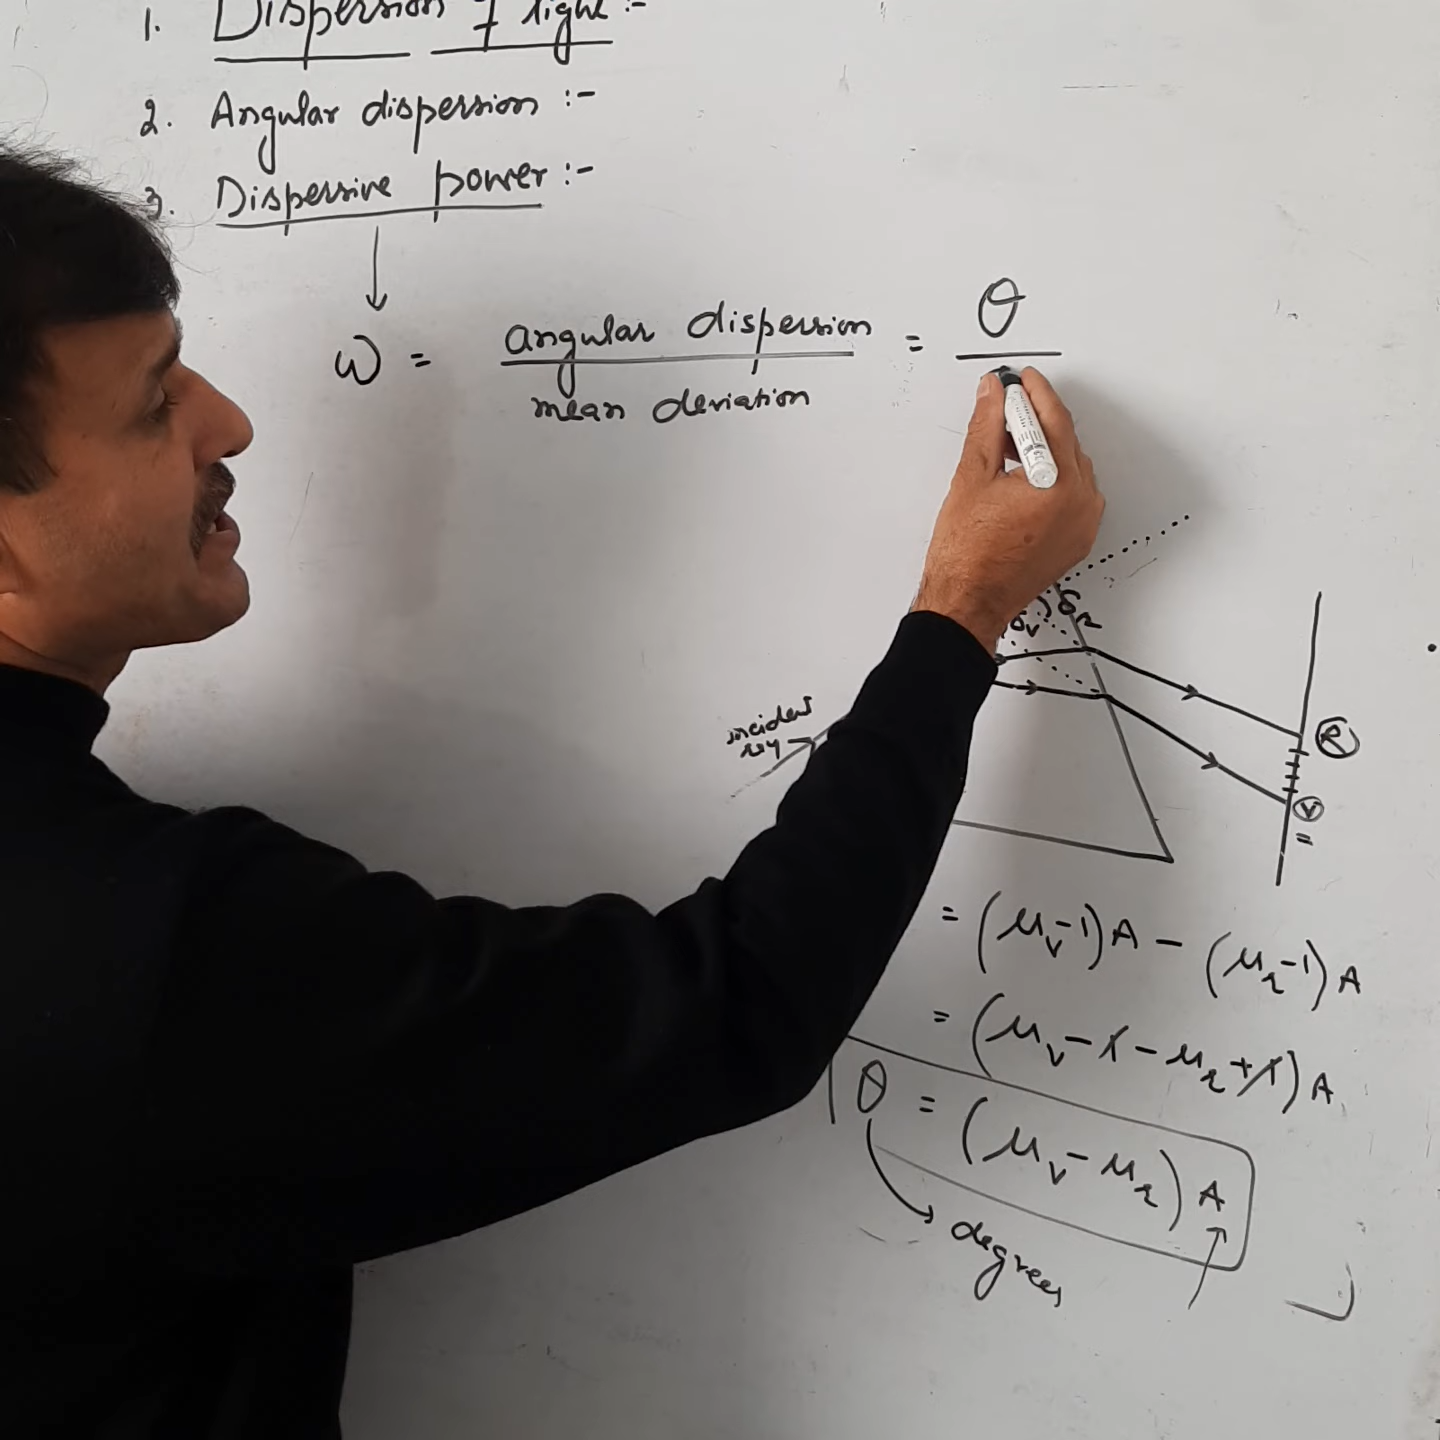 1. Dispersion of light :-
2. Angular dispersion :-
3. Dispersive power :-
ω = angular dispersion / mean deviation = θ /
δv δr
incident ray
R
V
= (μv-1)A - (μr-1)A
= (μv-1-μr+1)A
θ = (μv-μr)A
degrees